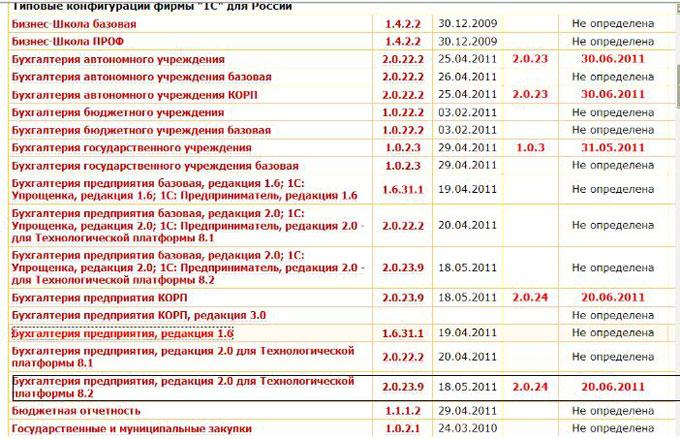 Типовые конфигурации фирмы "1С" для России
Бизнес-Школа базовая 1.4.2.2 30.12.2009 Не определена
Бизнес-Школа ПРОФ 1.4.2.2 30.12.2009 Не определена
Бухгалтерия автономного учреждения 2.0.22.2 25.04.2011 2.0.23 30.06.2011
Бухгалтерия автономного учреждения базовая 2.0.22.2 26.04.2011 Не определена
Бухгалтерия автономного учреждения КОРП 2.0.22.2 25.04.2011 2.0.23 30.06.2011
Бухгалтерия бюджетного учреждения 1.0.22.2 03.02.2011 Не определена
Бухгалтерия бюджетного учреждения базовая 1.0.22.2 03.02.2011 Не определена
Бухгалтерия государственного учреждения 1.0.2.3 29.04.2011 1.0.3 31.05.2011
Бухгалтерия государственного учреждения базовая 1.0.2.3 29.04.2011 Не определена
Бухгалтерия предприятия базовая, редакция 1.6; 1С:
Упрощенка, редакция 1.6; 1С: Предприниматель, редакция 1.6 1.6.31.1 19.04.2011 Не определена
Бухгалтерия предприятия базовая, редакция 2.0; 1С:
Упрощенка, редакция 2.0; 1С: Предприниматель, редакция 2.0 - 2.0.22.2 20.04.2011 Не определена
для Технологической платформы 8.1
Бухгалтерия предприятия базовая, редакция 2.0; 1С:
Упрощенка, редакция 2.0; 1С: Предприниматель, редакция 2.0 - 2.0.23.9 18.05.2011 Не определена
для Технологической платформы 8.2
Бухгалтерия предприятия КОРП 2.0.23.9 18.05.2011 2.0.24 20.06.2011
Бухгалтерия предприятия КОРП, редакция 3.0 Не определена
Бухгалтерия предприятия, редакция 1.6 1.6.31.1 19.04.2011 Не определена
Бухгалтерия предприятия, редакция 2.0 для Технологической
платформы 8.1 2.0.22.2 20.04.2011 Не определена
Бухгалтерия предприятия, редакция 2.0 для Технологической
платформы 8.2 2.0.23.9 18.05.2011 2.0.24 20.06.2011
Бюджетная отчетность 1.1.1.2 29.04.2011 Не определена
Государственные и муниципальные закупки 1.0.2.1 24.03.2010 Не определена